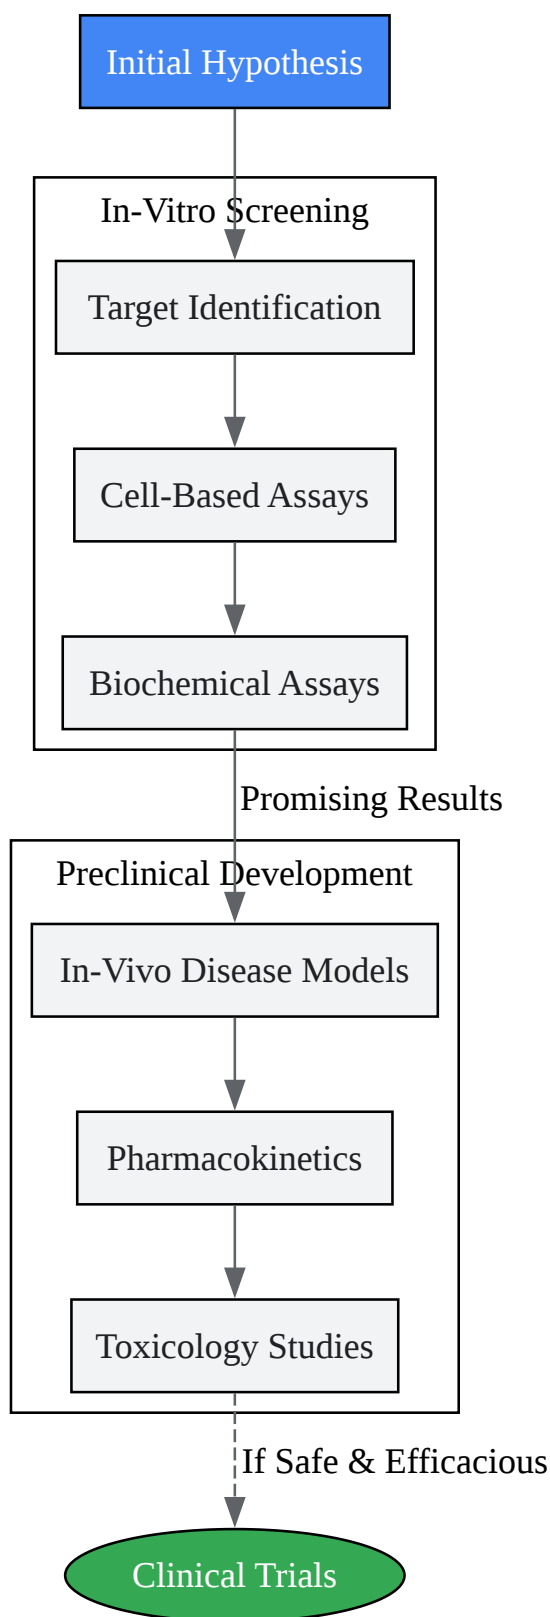 Initial Hypothesis
In-Vitro Screening
Target Identification
Cell-Based Assays
Biochemical Assays
Promising Results
Preclinical Development
In-Vivo Disease Models
Pharmacokinetics
Toxicology Studies
If Safe & Efficacious
Clinical Trials